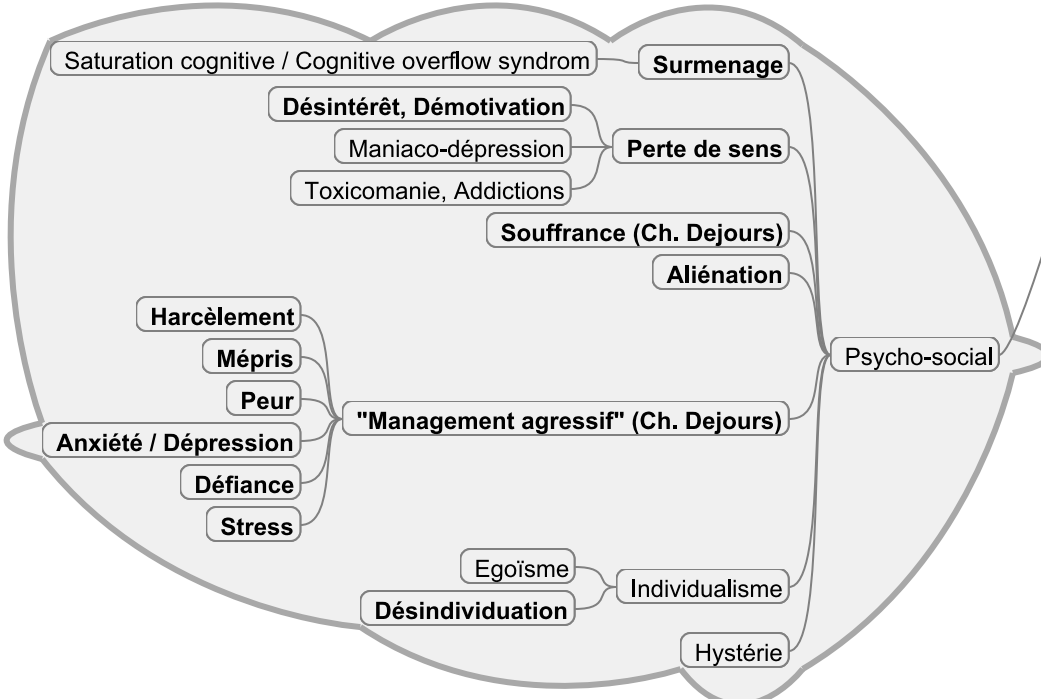 Saturation cognitive / Cognitive overflow syndrom
Surmenage
Désintérêt, Démotivation
Maniaco-dépression
Perte de sens
Toxicomanie, Addictions
Souffrance (Ch. Dejours)
Aliénation
Harcèlement
Mépris
Psycho-social
Peur
"Management agressif" (Ch. Dejours)
Anxiété / Dépression
Défiance
Stress
Egoïsme
Individualisme
Désindividuation
Hystérie